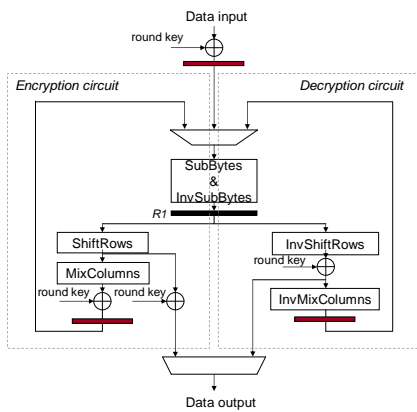 Data input
round key
Encryption circuit
Decryption circuit
SubBytes
&
InvSubBytes
R1
ShiftRows
InvShiftRows
MixColumns
round key
round key
round key
InvMixColumns
Data output